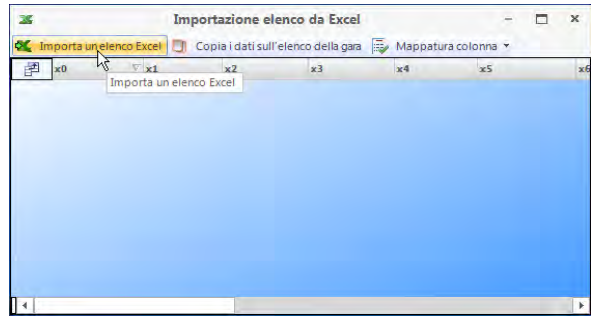 Importazione elenco da Excel
Importa un elenco Excel Copia i dati sull'elenco della gara Mappatura colonna
x0 x1 x2 x3 x4 x5 x6
Importa un elenco Excel